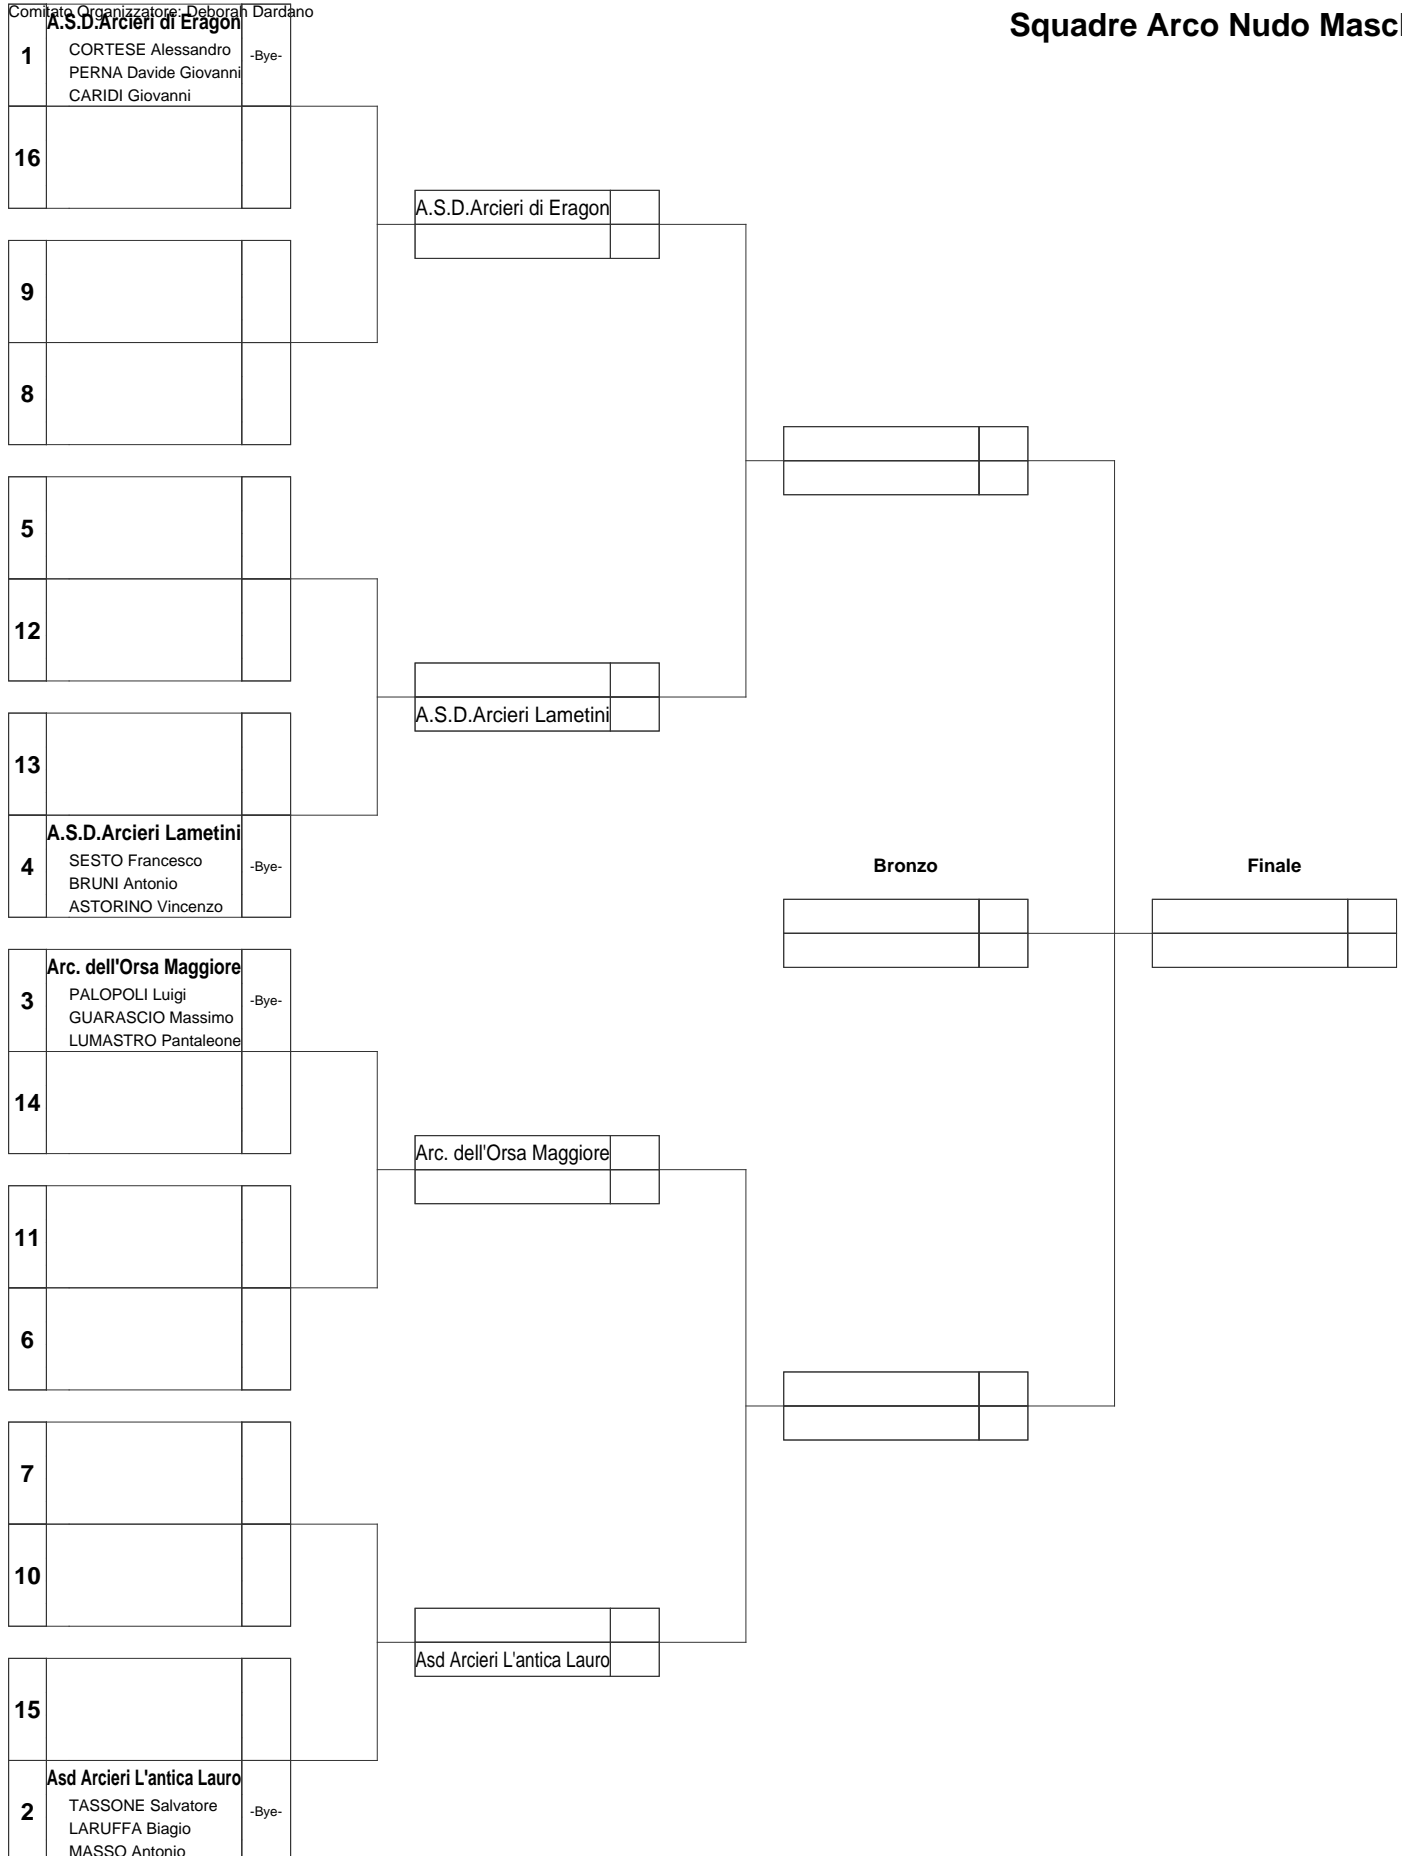 Comitato Organizzatore: Deborah Dardano
Squadre Arco Nudo Masch
A.S.D.Arcieri di Eragon
1
CORTESE Alessandro
-Bye-
PERNA Davide Giovanni
CARIDI Giovanni
16
A.S.D.Arcieri di Eragon
9
8
5
12
A.S.D.Arcieri Lametini
13
A.S.D.Arcieri Lametini
4
SESTO Francesco
-Bye-
BRUNI Antonio
ASTORINO Vincenzo
Bronzo
Finale
Arc. dell'Orsa Maggiore
3
PALOPOLI Luigi
-Bye-
GUARASCIO Massimo
LUMASTRO Pantaleone
14
Arc. dell'Orsa Maggiore
11
6
7
10
Asd Arcieri L'antica Lauro
15
Asd Arcieri L'antica Lauro
2
TASSONE Salvatore
-Bye-
LARUFFA Biagio
MASSO Antonio